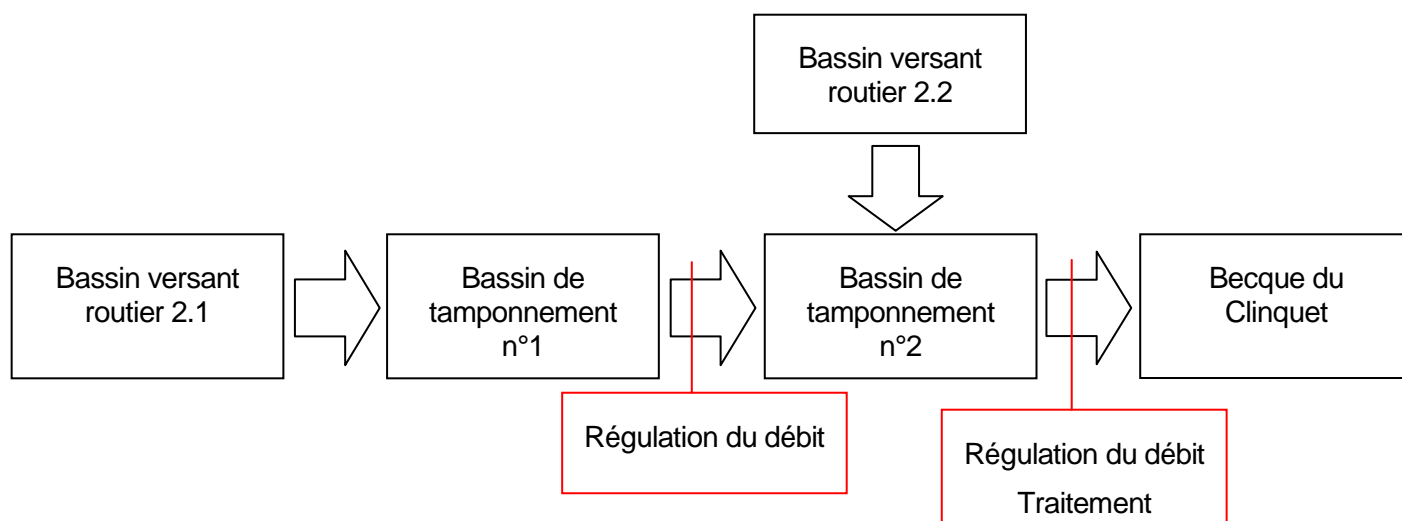 Bassin versant
routier 2.2
Bassin versant
routier 2.1
Bassin de
tamponnement
n°1
Bassin de
tamponnement
n°2
Becque du
Clinquet
Régulation du débit
Régulation du débit
Traitement